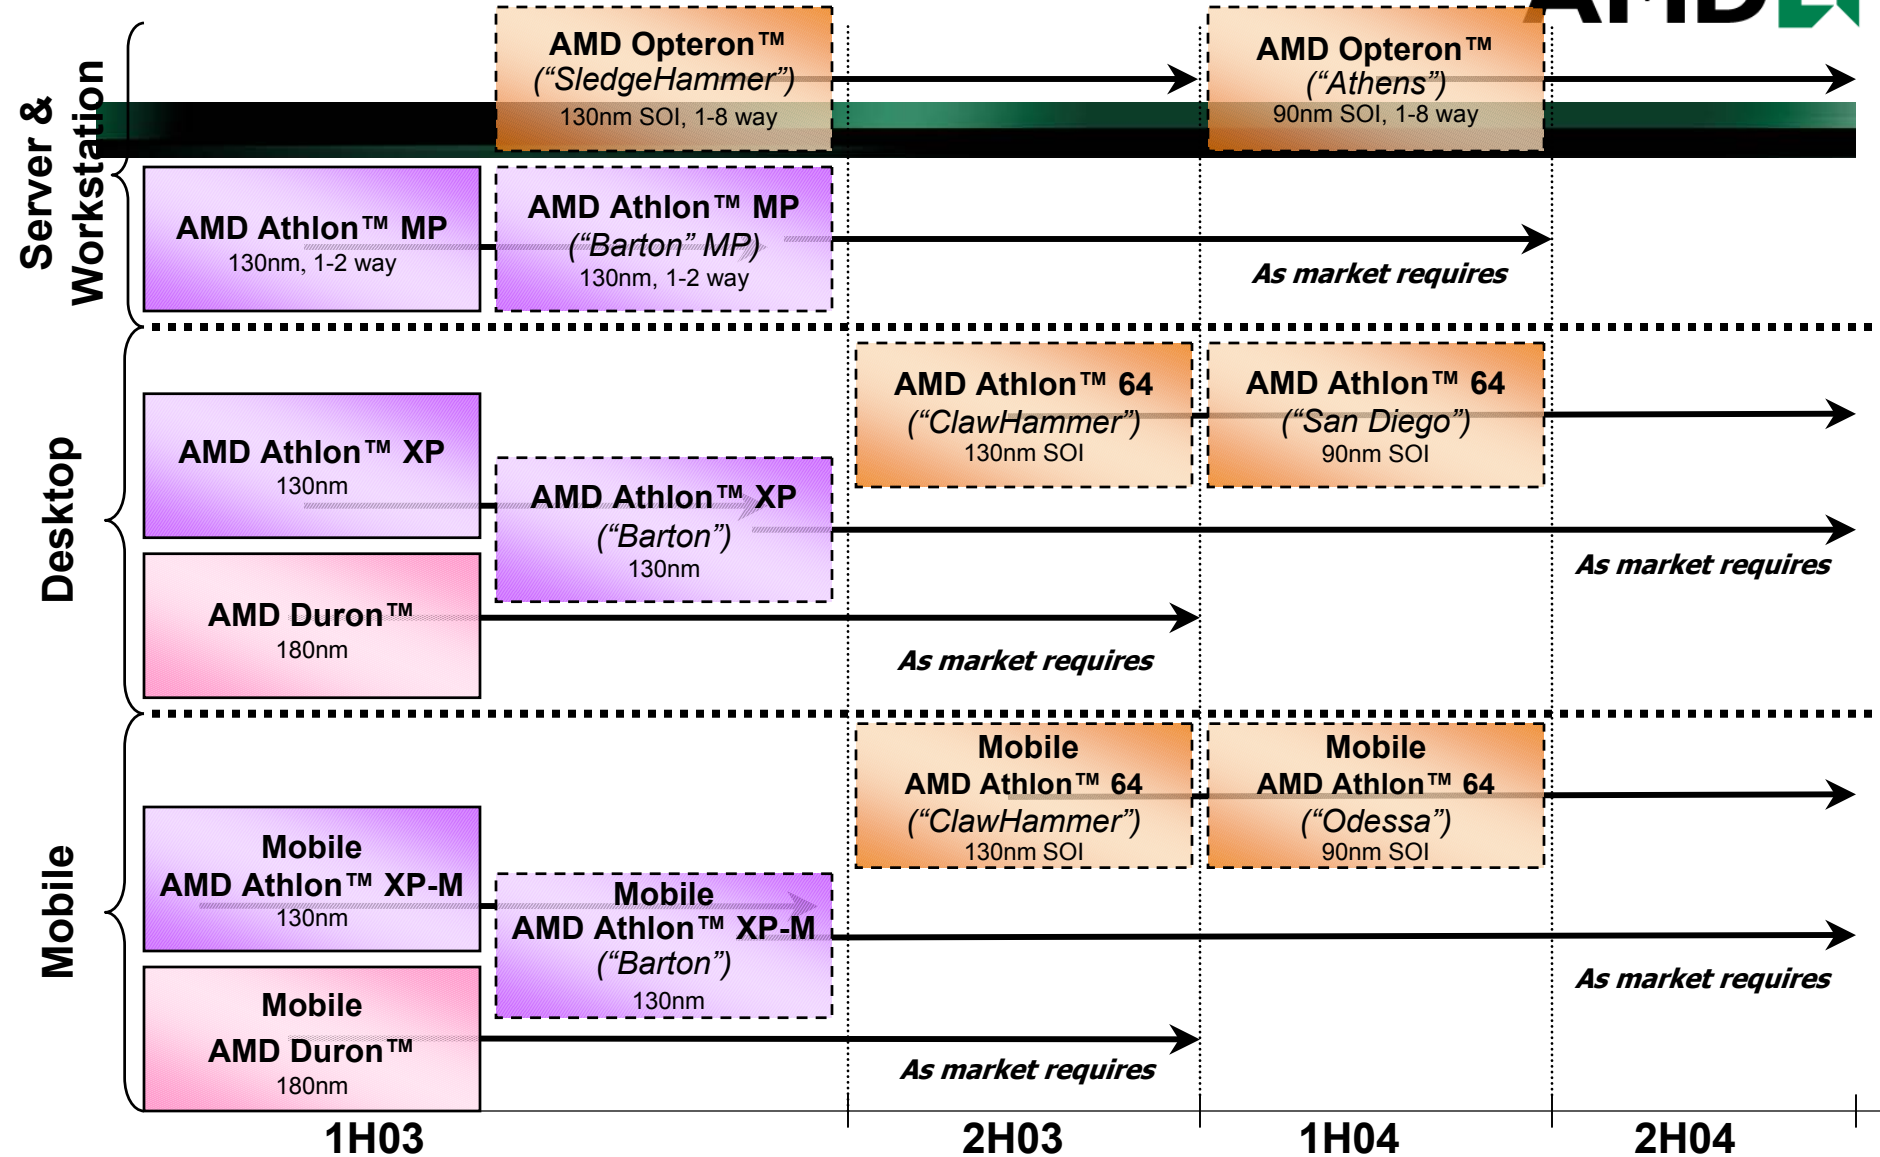 AMD
Server &
Workstation
AMD Opteron™
(“SledgeHammer”)
130nm SOI, 1-8 way
AMD Opteron™
(“Athens”)
90nm SOI, 1-8 way
AMD Athlon™ MP
130nm, 1-2 way
AMD Athlon™ MP
(“Barton” MP)
130nm, 1-2 way
As market requires
Desktop
AMD Athlon™ XP
130nm
AMD Athlon™ XP
(“Barton”)
130nm
AMD Athlon™ 64
(“ClawHammer”)
130nm SOI
AMD Athlon™ 64
(“San Diego”)
90nm SOI
As market requires
AMD Duron™
180nm
As market requires
Mobile
Mobile
AMD Athlon™ XP-M
130nm
Mobile
AMD Athlon™ XP-M
(“Barton”)
130nm
Mobile
AMD Athlon™ 64
(“ClawHammer”)
130nm SOI
Mobile
AMD Athlon™ 64
(“Odessa”)
90nm SOI
As market requires
Mobile
AMD Duron™
180nm
As market requires
1H03
2H03
1H04
2H04